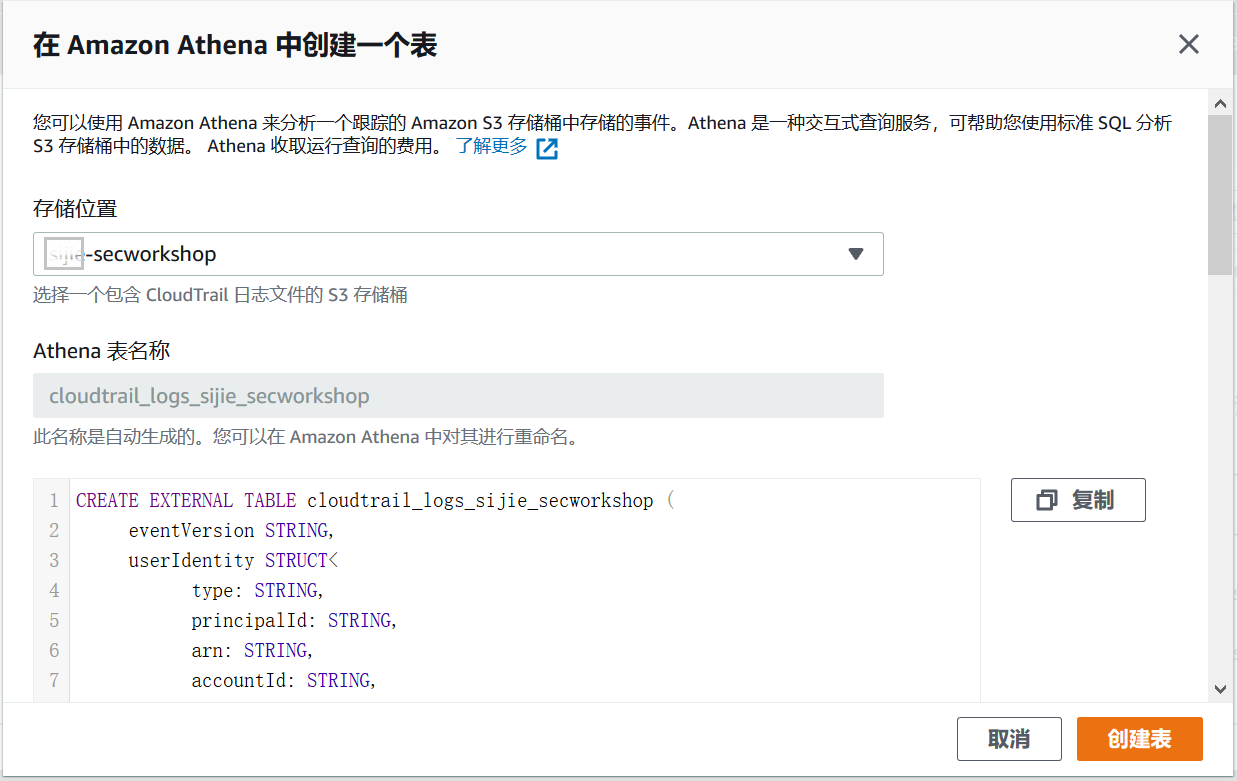 在 Amazon Athena 中创建一个表
您可以使用 Amazon Athena 来分析一个跟踪的 Amazon S3 存储桶中存储的事件。Athena 是一种交互式查询服务，可帮助您使用标准 SQL 分析
S3 存储桶中的数据。 Athena 收取运行查询的费用。 了解更多
存储位置
sijie-secworkshop
选择一个包含 CloudTrail 日志文件的 S3 存储桶
Athena 表名称
cloudtrail_logs_sijie_secworkshop
此名称是自动生成的。您可以在 Amazon Athena 中对其进行重命名。
1 CREATE EXTERNAL TABLE cloudtrail_logs_sijie_secworkshop (
复制
2 eventVersion STRING,
3 userIdentity STRUCT<
4 type: STRING,
5 principalId: STRING,
6 arn: STRING,
7 accountId: STRING,
取消
创建表